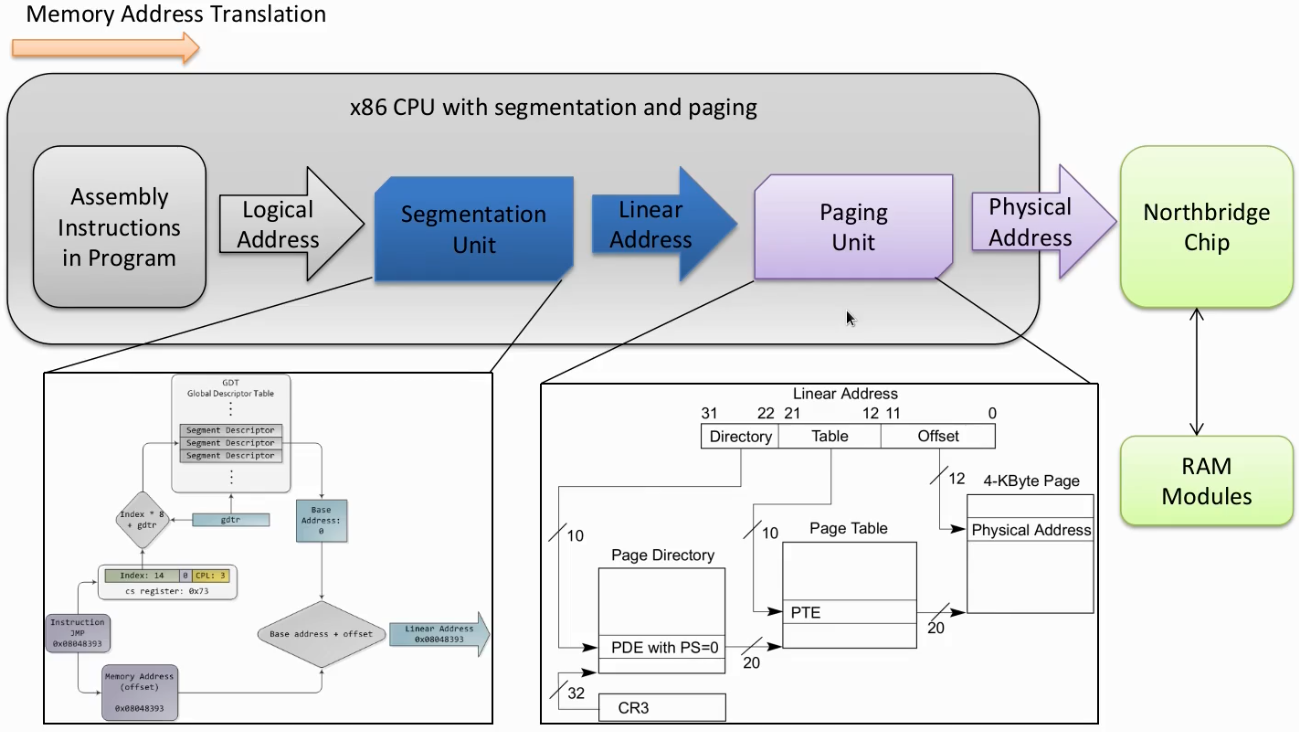 Memory Address Translation
x86 CPU with segmentation and paging
Assembly
Instructions
in Program
Logical
Address
Segmentation
Unit
Linear
Address
Paging
Unit
Physical
Address
Northbridge
Chip
RAM
Modules
GDT
Global Descriptor Table
Segment Descriptor
Segment Descriptor
Segment Descriptor
Index * 8
+ gdtr
gdtr
Base
Address:
0
Index: 14 0 CPL: 3
cs register: 0x73
Instruction
JMP
0x08048393
Base address + offset
Linear Address
0x08048393
Memory Address
(offset)
0x08048393
Linear Address
31 22 21 12 11 0
Directory Table Offset
12
4-KByte Page
Physical Address
10
10
Page Table
PTE
20
Page Directory
PDE with PS=0
20
32
CR3